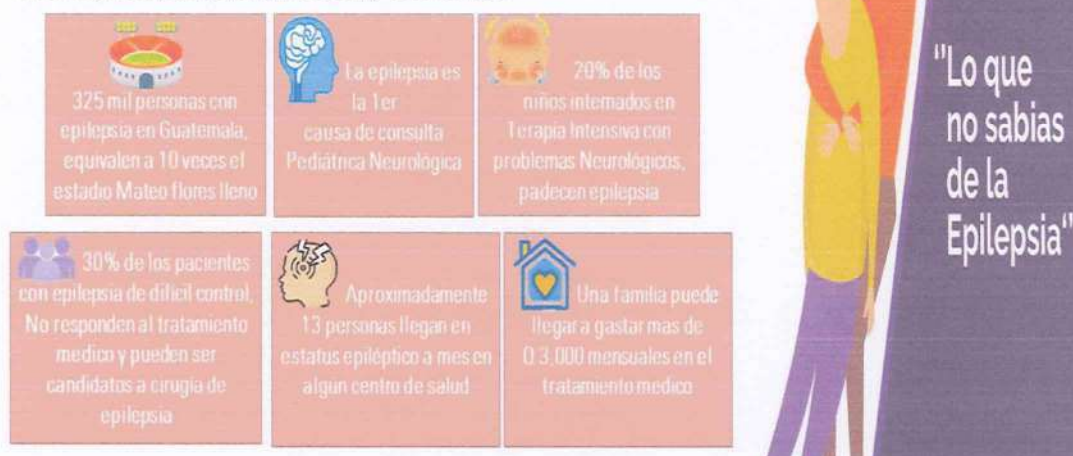 325 mil personas con
epilepsia en Guatemala,
equivalen a 10 veces el
estadio Mateo flores lleno
La epilepsia es
la 1er
causa de consulta
Pediátrica Neurológica
20% de los
niños internados en
Terapia Intensiva con
problemas Neurológicos,
padecen epilepsia
30% de los pacientes
con epilepsia de dificil control,
No responden al tratamiento
medico y pueden ser
candidatos a cirugía de
epilepsia
Aproximadamente
13 personas llegan en
estatus epiléptico a mes en
algun centro de salud
Una familia puede
llegar a gastar mas de
Q.3,000 mensuales en el
tratamiento medico
"Lo que
no sabias
de la
Epilepsia"